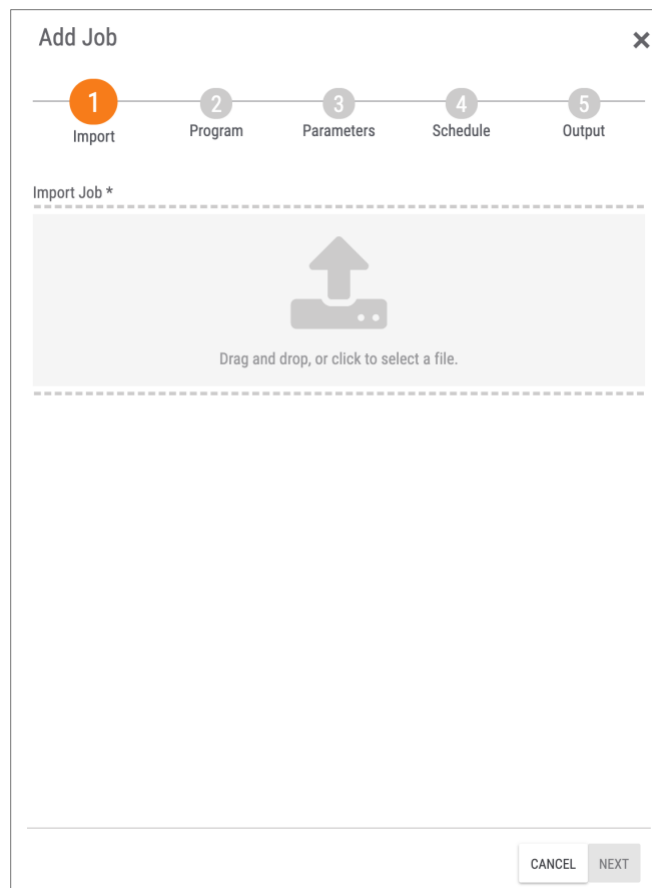 Add Job
1 2 3 4 5
Import Program Parameters Schedule Output
Import Job *
Drag and drop, or click to select a file.
CANCEL NEXT